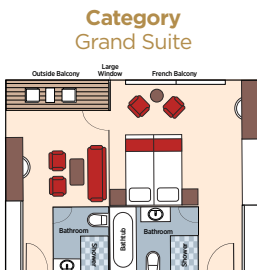 Category
Grand Suite
Large
Outside Balcony Window French Balcony
Bathroom Bathtub Bathroom
Shower Shower